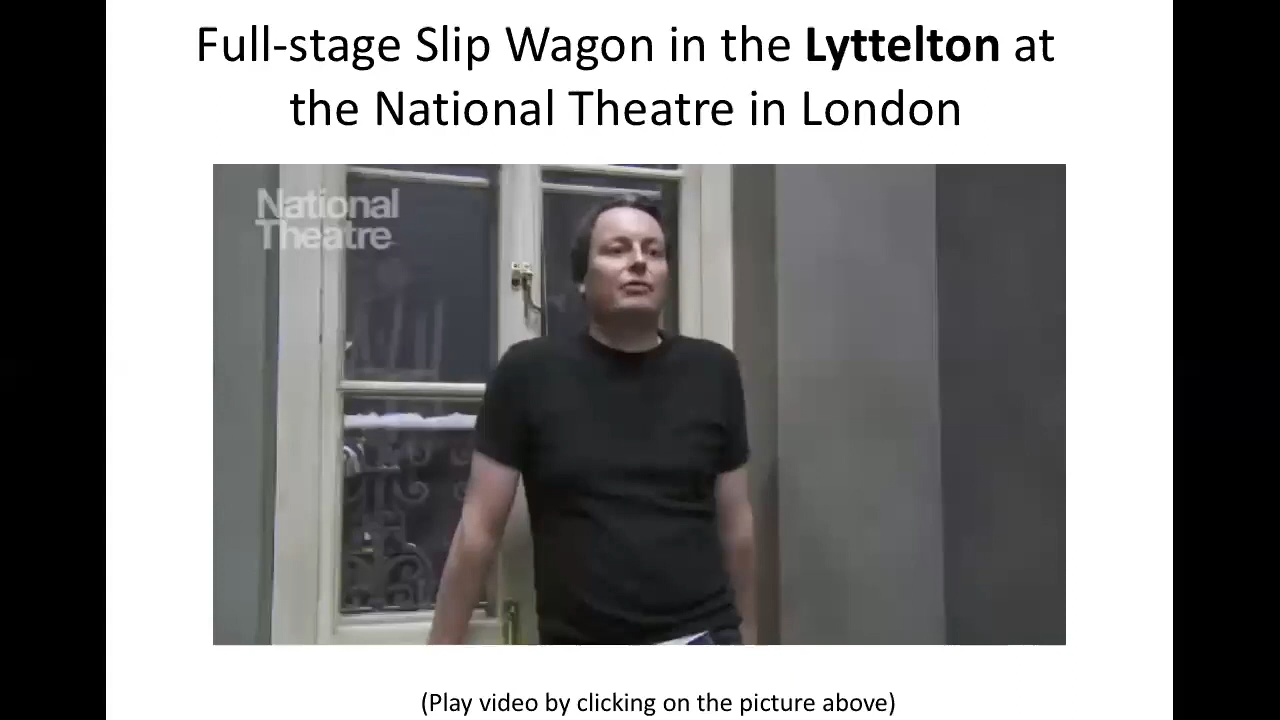 Full-stage Slip Wagon in the Lyttelton at
the National Theatre in London
National
Theatre
(Play video by clicking on the picture above)